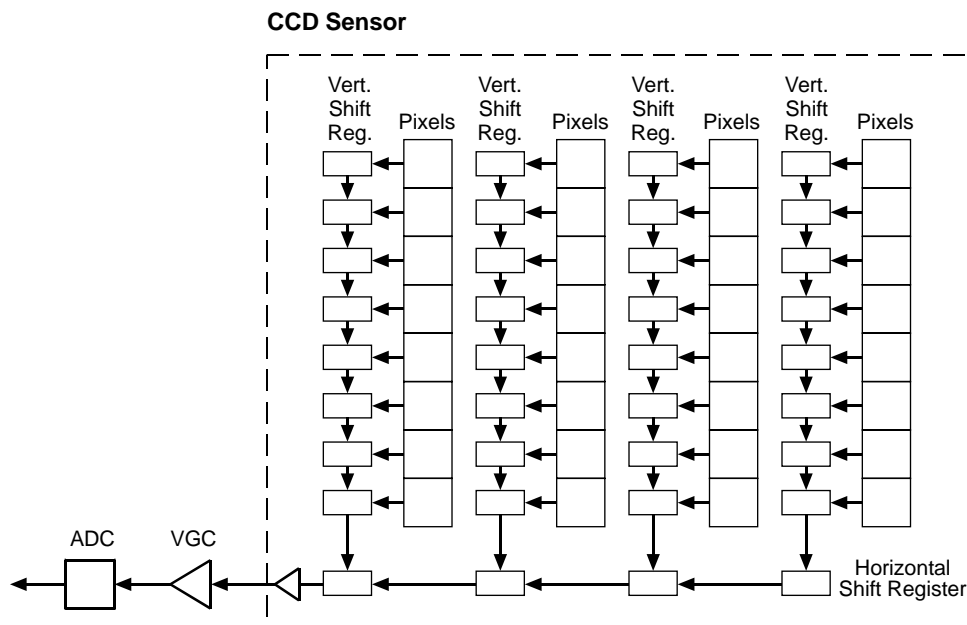 CCD Sensor
Vert.
Shift
Reg.
Pixels
Vert.
Shift
Reg.
Pixels
Vert.
Shift
Reg.
Pixels
Vert.
Shift
Reg.
Pixels
ADC
VGC
Horizontal
Shift Register